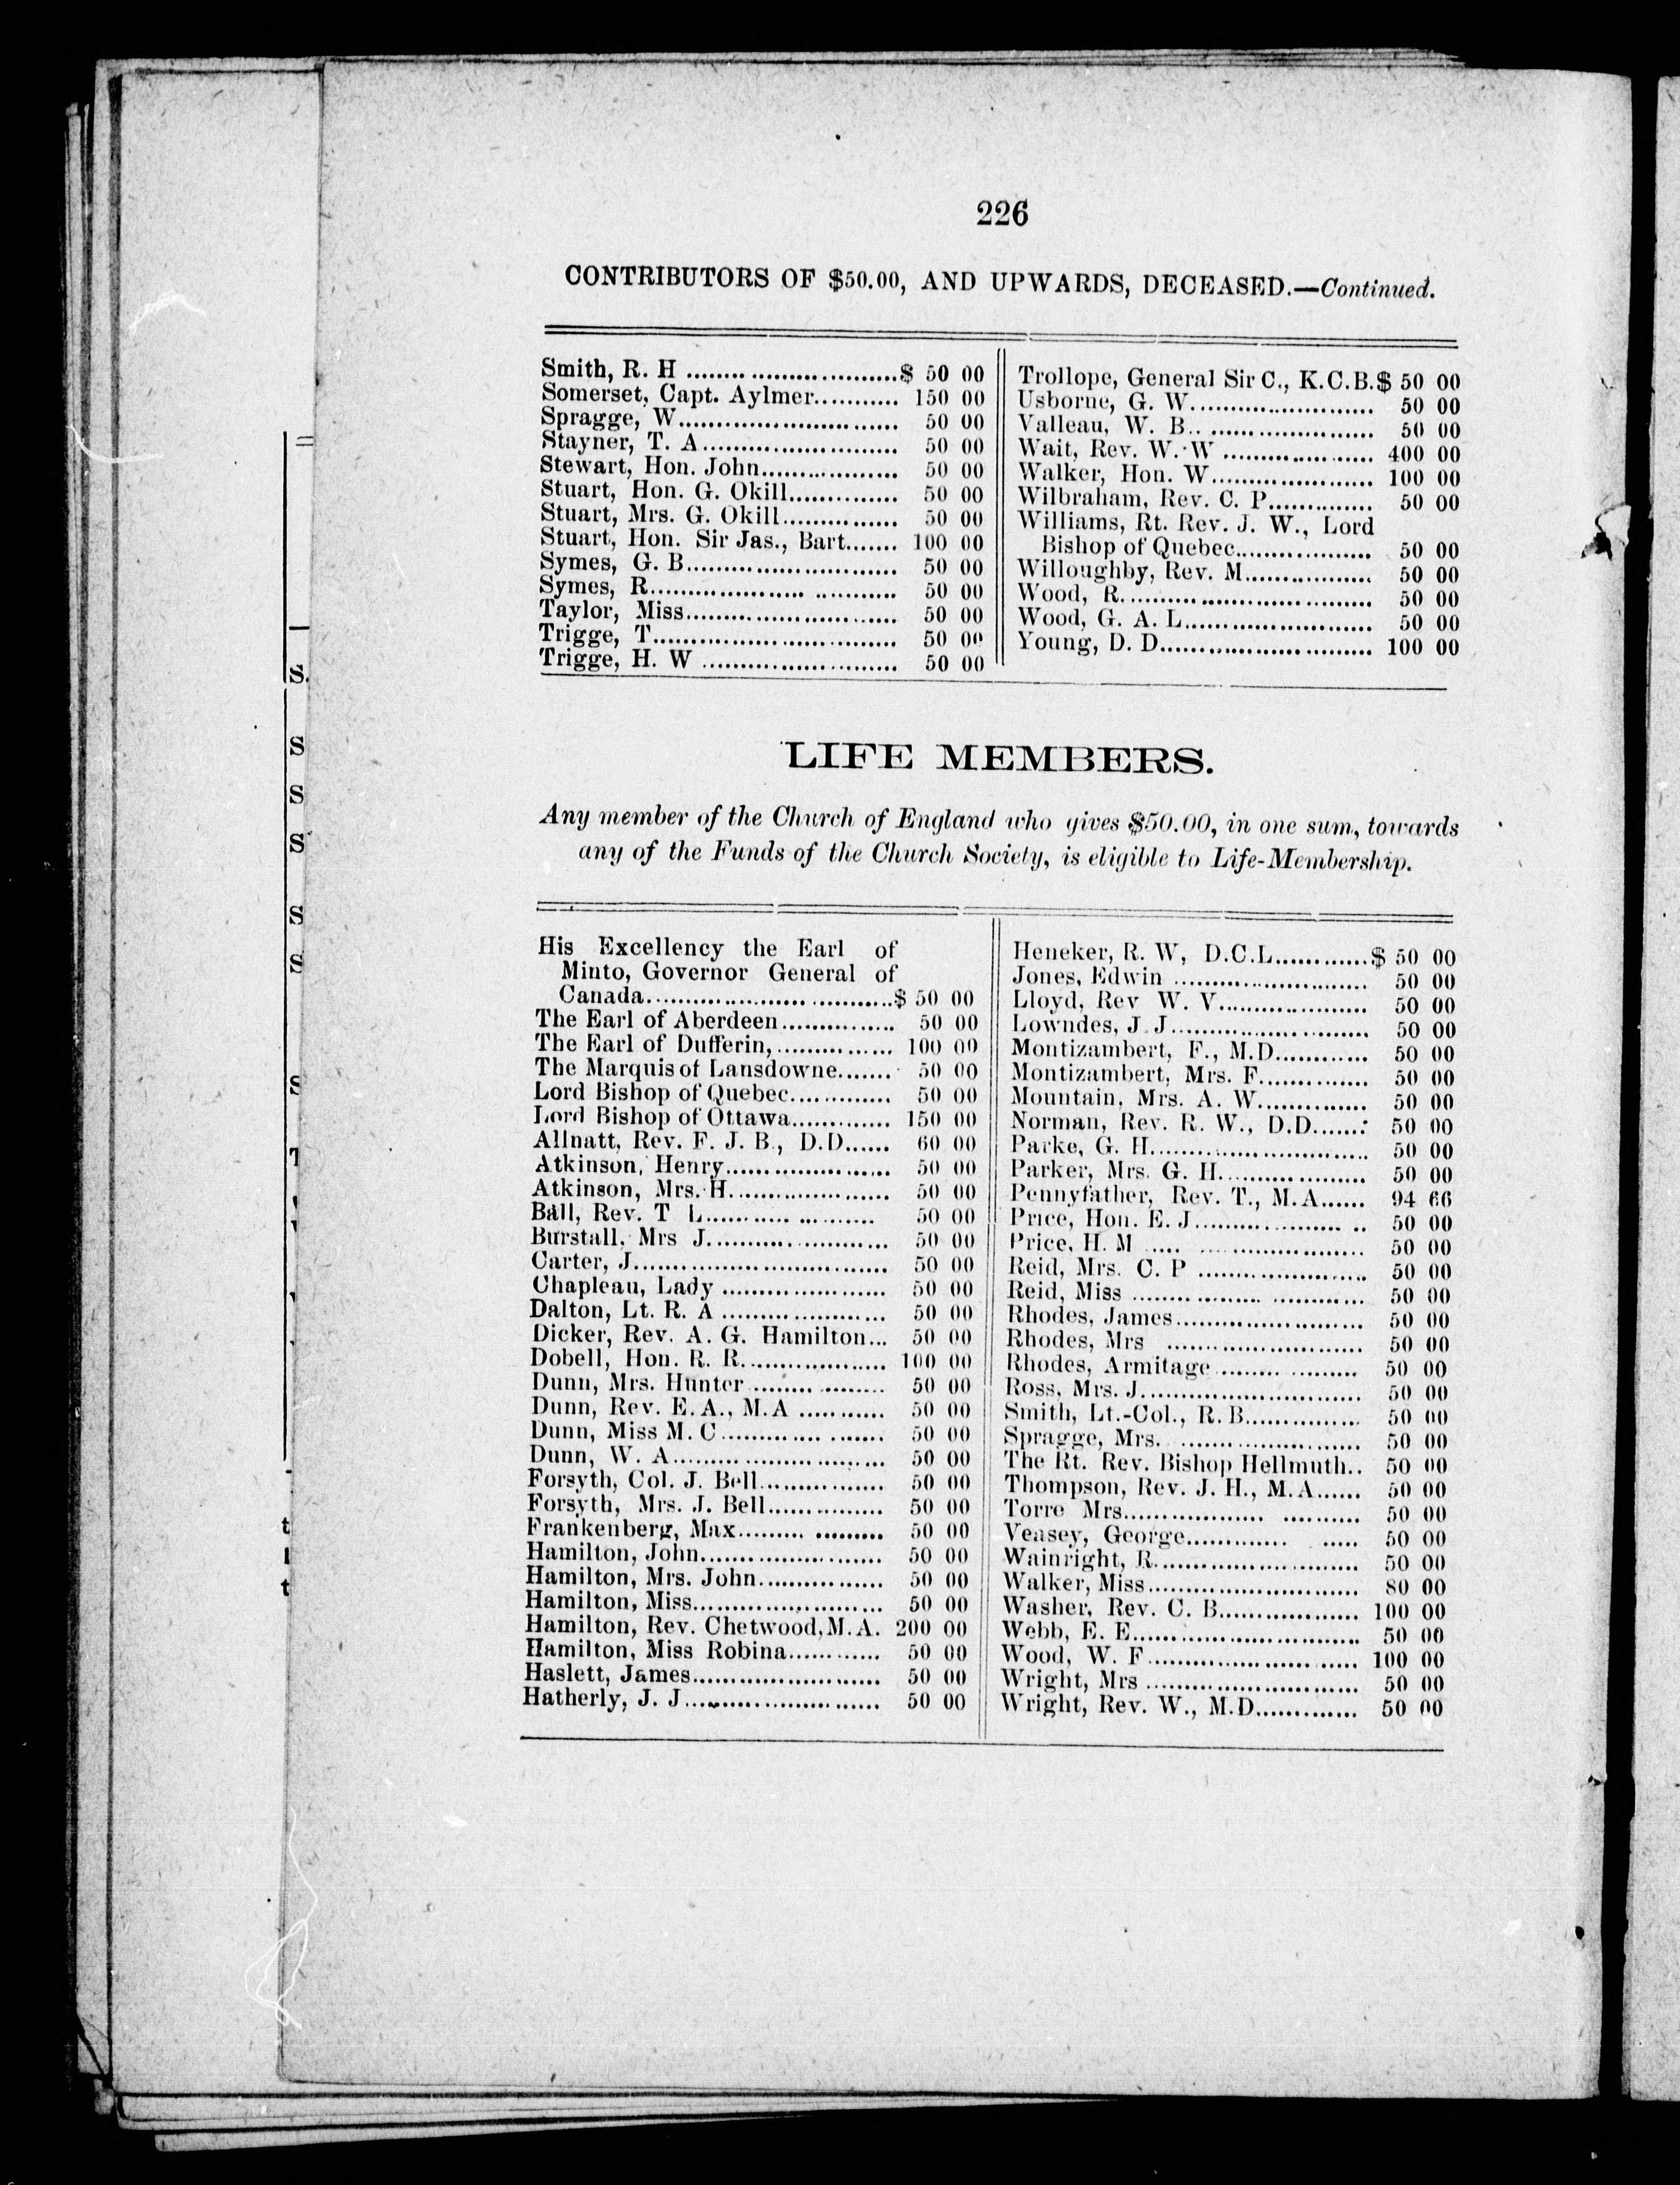 226
CONTRIBUTORS OF $50.00, AND UPWARDS, DECEASED.—Continued.
Smith, R. H ..............................$ 50 00
Somerset, Capt. Aylmer........... 150 00
Spragge, W............................ 50 00
Stayner, T. A......................... 50 00
Stewart, Hon. John................. 50 00
Stuart, Hon. G. Okill.............. 50 00
Stuart, Mrs. G. Okill............... 50 00
Stuart, Hon. Sir Jas., Bart....... 100 00
Symes, G. B........................... 50 00
Symes, R.................... ........... 50 00
Taylor, Miss........................... 50 00
Trigge, T............................... 50 00
Trigge, H. W ......................... 50 00
Trollope, General Sir C., K.C.B.$ 50 00
Usborne, G. W........................ 50 00
Valleau, W. B.. ..................... 50 00
Wait, Rev. W. W ................... 400 00
Walker, Hon. W..................... 100 00
Wilbraham, Rev. C. P.............. 50 00
Williams, Rt. Rev. J. W., Lord
Bishop of Quebec.................. 50 00
Willoughby, Rev. M................. 50 00
Wood, R................................ 50 00
Wood, G. A. L........................ 50 00
Young, D. D........................... 100 00
LIFE MEMBERS.
Any member of the Church of England who gives $50.00, in one sum, towards
any of the Funds of the Church Society, is eligible to Life-Membership.
His Excellency the Earl of
Minto, Governor General of
Canada..................................$ 50 00
The Earl of Aberdeen............... 50 00
The Earl of Dufferin,............... 100 00
The Marquis of Lansdowne....... 50 00
Lord Bishop of Quebec............. 50 00
Lord Bishop of Ottawa............. 150 00
Allnatt, Rev. F. J. B., D.D...... 60 00
Atkinson, Henry...................... 50 00
Atkinson, Mrs. H..................... 50 00
Ball, Rev. T L........... ... ........ 50 00
Burstall, Mrs J........................ 50 00
Carter, J................................. 50 00
Chapleau, Lady ...................... 50 00
Dalton, Lt. R. A ...................... 50 00
Dicker, Rev. A. G. Hamilton... 50 00
Dobell, Hon. R. R................... 100 00
Dunn, Mrs. Hunter ......... ......... 50 00
Dunn, Rev. E. A., M.A ........... 50 00
Dunn, Miss M. C............. ....... 50 00
Dunn, W. A............................ 50 00
Forsyth, Col. J. Bell................ 50 00
Forsyth, Mrs. J. Bell............... 50 00
Frankenberg, Max......... ......... 50 00
Hamilton, John........................ 50 00
Hamilton, Mrs. John................ 50 00
Hamilton, Miss......................... 50 00
Hamilton, Rev. Chetwood, M.A. 200 00
Hamilton, Miss Robina............ 50 00
Haslett, James......................... 50 00
Hatherly, J. J.......................... 50 00
Heneker, R. W, D.C.L............$ 50 00
Jones, Edwin .......................... 50 00
Lloyd, Rev W. V.................... 50 00
Lowndes, J. J.......................... 50 00
Montizambert, F., M.D............ 50 00
Montizambert, Mrs. F.............. 50 00
Mountain, Mrs. A. W............... 50 00
Norman, Rev. R. W., D.D....... 50 00
Parke, G. H............................. 50 00
Parker, Mrs. G. H................... 50 00
Pennyfather, Rev. T., M.A...... 94 66
Price, Hon. E. J.................... .. 50 00
Price, H. M .... ...................... 50 00
Reid, Mrs. C. P ...................... 50 00
Reid, Miss ......... ......... ............ 50 00
Rhodes, James......................... 50 00
Rhodes, Mrs .......................... 50 00
Rhodes, Armitage ......... ......... 50 00
Ross, Mrs. J............................. 50 00
Smith, Lt.-Col., R. B............... 50 00
Spragge, Mrs. ........................ 50 00
The Rt. Rev. Bishop Hellmuth.. 50 00
Thompson, Rev. J. H., M.A...... 50 00
Torre Mrs.................. .......... 50 00
Veasey, George............. ..... 50 00
Wainright, R........................... 50 00
Walker, Miss............................ 80 00
Washer, Rev. C. B................... 100 00
Webb, E. E.............................. 50 00
Wood, W. F............................ 100 00
Wright, Mrs ............................ 50 00
Wright, Rev. W., M.D............. 50 00